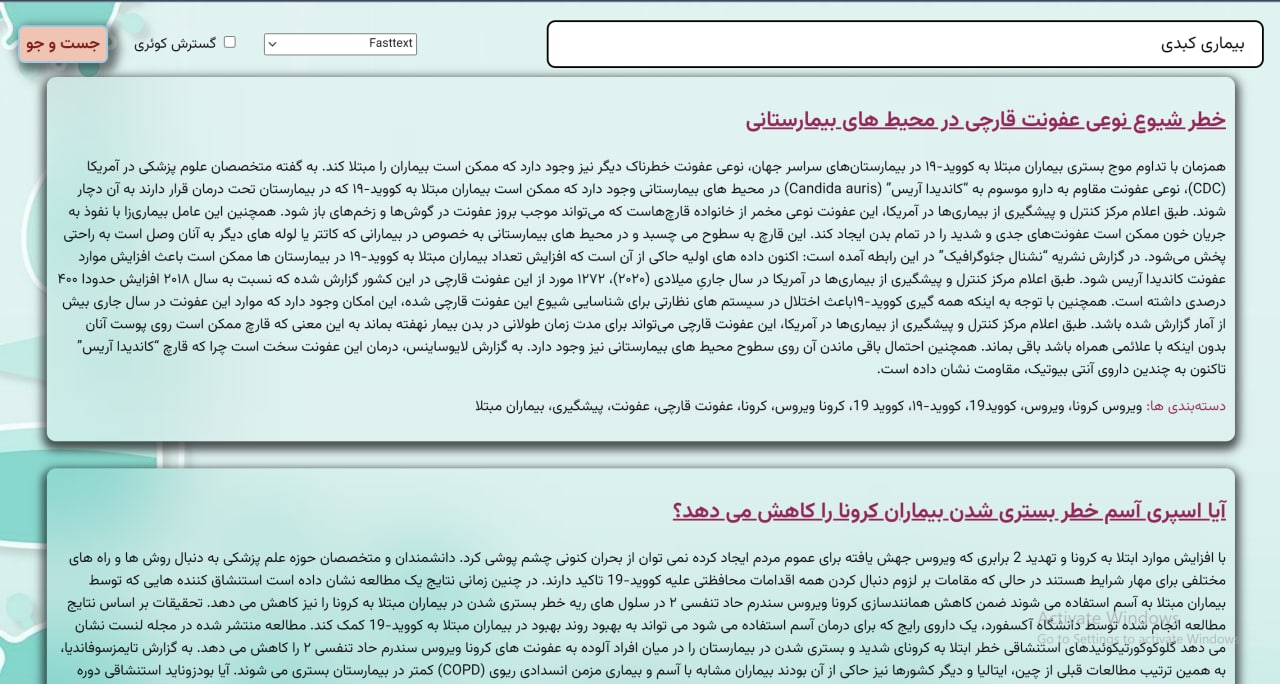 بیماری کبدی
Fasttext
گسترش کوئری
جست و جو
خطر شیوع نوعی عفونت قارچی در محیط های بیمارستانی
همزمان با تداوم موج بستری بیماران مبتلا به کووید-۱۹ در بیمارستان‌های سراسر جهان، نوعی عفونت خطرناک دیگر نیز وجود دارد که ممکن است بیماران را مبتلا کند. به گفته متخصصان علوم پزشکی در آمریکا
(CDC)، نوعی عفونت مقاوم به دارو موسوم به “کاندیدا آریس” (Candida auris) در محیط های بیمارستانی وجود دارد که ممکن است بیماران مبتلا به کووید-۱۹ که در بیمارستان تحت درمان قرار دارند به آن دچار
شوند. طبق اعلام مرکز کنترل و پیشگیری از بیماری‌ها در آمریکا، این عفونت نوعی مخمر از خانواده قارچ‌هاست که می‌تواند موجب بروز عفونت در گوش‌ها و زخم‌های باز شود. همچنین این عامل بیماری‌زا با نفوذ به
جریان خون ممکن است عفونت‌های جدی و شدید را در تمام بدن ایجاد کند. این قارچ به سطوح می چسبد و در محیط های بیمارستانی به خصوص در بیمارانی که کاتتر یا لوله های دیگر به آنان وصل است به راحتی
پخش می‌شود. در گزارش نشریه “نشنال جئوگرافیک” در این رابطه آمده است: اکنون داده های اولیه حاکی از آن است که افزایش تعداد بیماران مبتلا به کووید-۱۹ در بیمارستان ها ممکن است باعث افزایش موارد
عفونت کاندیدا آریس شود. طبق اعلام مرکز کنترل و پیشگیری از بیماری‌ها در آمریکا در سال جاریِ میلادی (۲۰۲۰)، ۱۲۷۲ مورد از این عفونت قارچی در این کشور گزارش شده که نسبت به سال ۲۰۱۸ افزایش حدودا ۴۰۰
درصدی داشته است. همچنین با توجه به اینکه همه گیری کووید-۱۹باعث اختلال در سیستم های نظارتی برای شناسایی شیوع این عفونت قارچی شده، این امکان وجود دارد که موارد این عفونت در سال جاری بیش
از آمار گزارش شده باشد. طبق اعلام مرکز کنترل و پیشگیری از بیماری‌ها در آمریکا، این عفونت قارچی می‌تواند برای مدت زمان طولانی در بدن بیمار نهفته بماند به این معنی که قارچ ممکن است روی پوست آنان
بدون اینکه با علائمی همراه باشد باقی بماند. همچنین احتمال باقی ماندن آن روی سطوح محیط های بیمارستانی نیز وجود دارد. به گزارش لایوساینس، درمان این عفونت سخت است چرا که قارچ “کاندیدا آریس”
تاکنون به چندین داروی آنتی بیوتیک، مقاومت نشان داده است.
دسته‌بندی ها: ویروس کرونا، ویروس، کووید19، کووید-۱۹، کووید 19، کرونا ویروس، کرونا، عفونت قارچی، عفونت، پیشگیری، بیماران مبتلا
آیا اسپری آسم خطر بستری شدن بیماران کرونا را کاهش می دهد؟
با افزایش موارد ابتلا به کرونا و تهدید 2 برابری که ویروس جهش یافته برای عموم مردم ایجاد کرده نمی توان از بحران کنونی چشم پوشی کرد. دانشمندان و متخصصان حوزه علم پزشکی به دنبال روش ها و راه های
مختلفی برای مهار شرایط هستند در حالی که مقامات بر لزوم دنبال کردن همه اقدامات محافظتی علیه کووید-19 تاکید دارند. در چنین زمانی نتایج یک مطالعه نشان داده است استنشاق کننده هایی که توسط
بیماران مبتلا به آسم استفاده می شوند ضمن کاهش همانندسازی کرونا ویروس سندرم حاد تنفسی ۲ در سلول های ریه خطر بستری شدن در بیماران مبتلا به کرونا را نیز کاهش می دهد. تحقیقات بر اساس نتایج
مطالعه انجام شده توسط دانشگاه آکسفورد، یک داروی رایج که برای درمان آسم استفاده می شود می تواند به بهبود روند بهبود در بیماران مبتلا به کووید-19 کمک کند. مطالعه منتشر شده در مجله لنست نشان
می دهد گلوکوکورتیکوئیدهای استنشاقی خطر ابتلا به کرونای شدید و بستری شدن در بیمارستان را در میان افراد آلوده به عفونت های کرونا ویروس سندرم حاد تنفسی ۲ را کاهش می دهد. به گزارش تایمزسوفاندیا،
به همین ترتیب مطالعات قبلی از چین، ایتالیا و دیگر کشورها نیز حاکی از آن بودند بیماران مشابه با آسم و بیماری مزمن انسدادی ریوی (COPD) کمتر در بیمارستان بستری می شوند. آیا بودزوناید استنشاقی دوره
Activate Windows
Go to Settings to activate Windows.